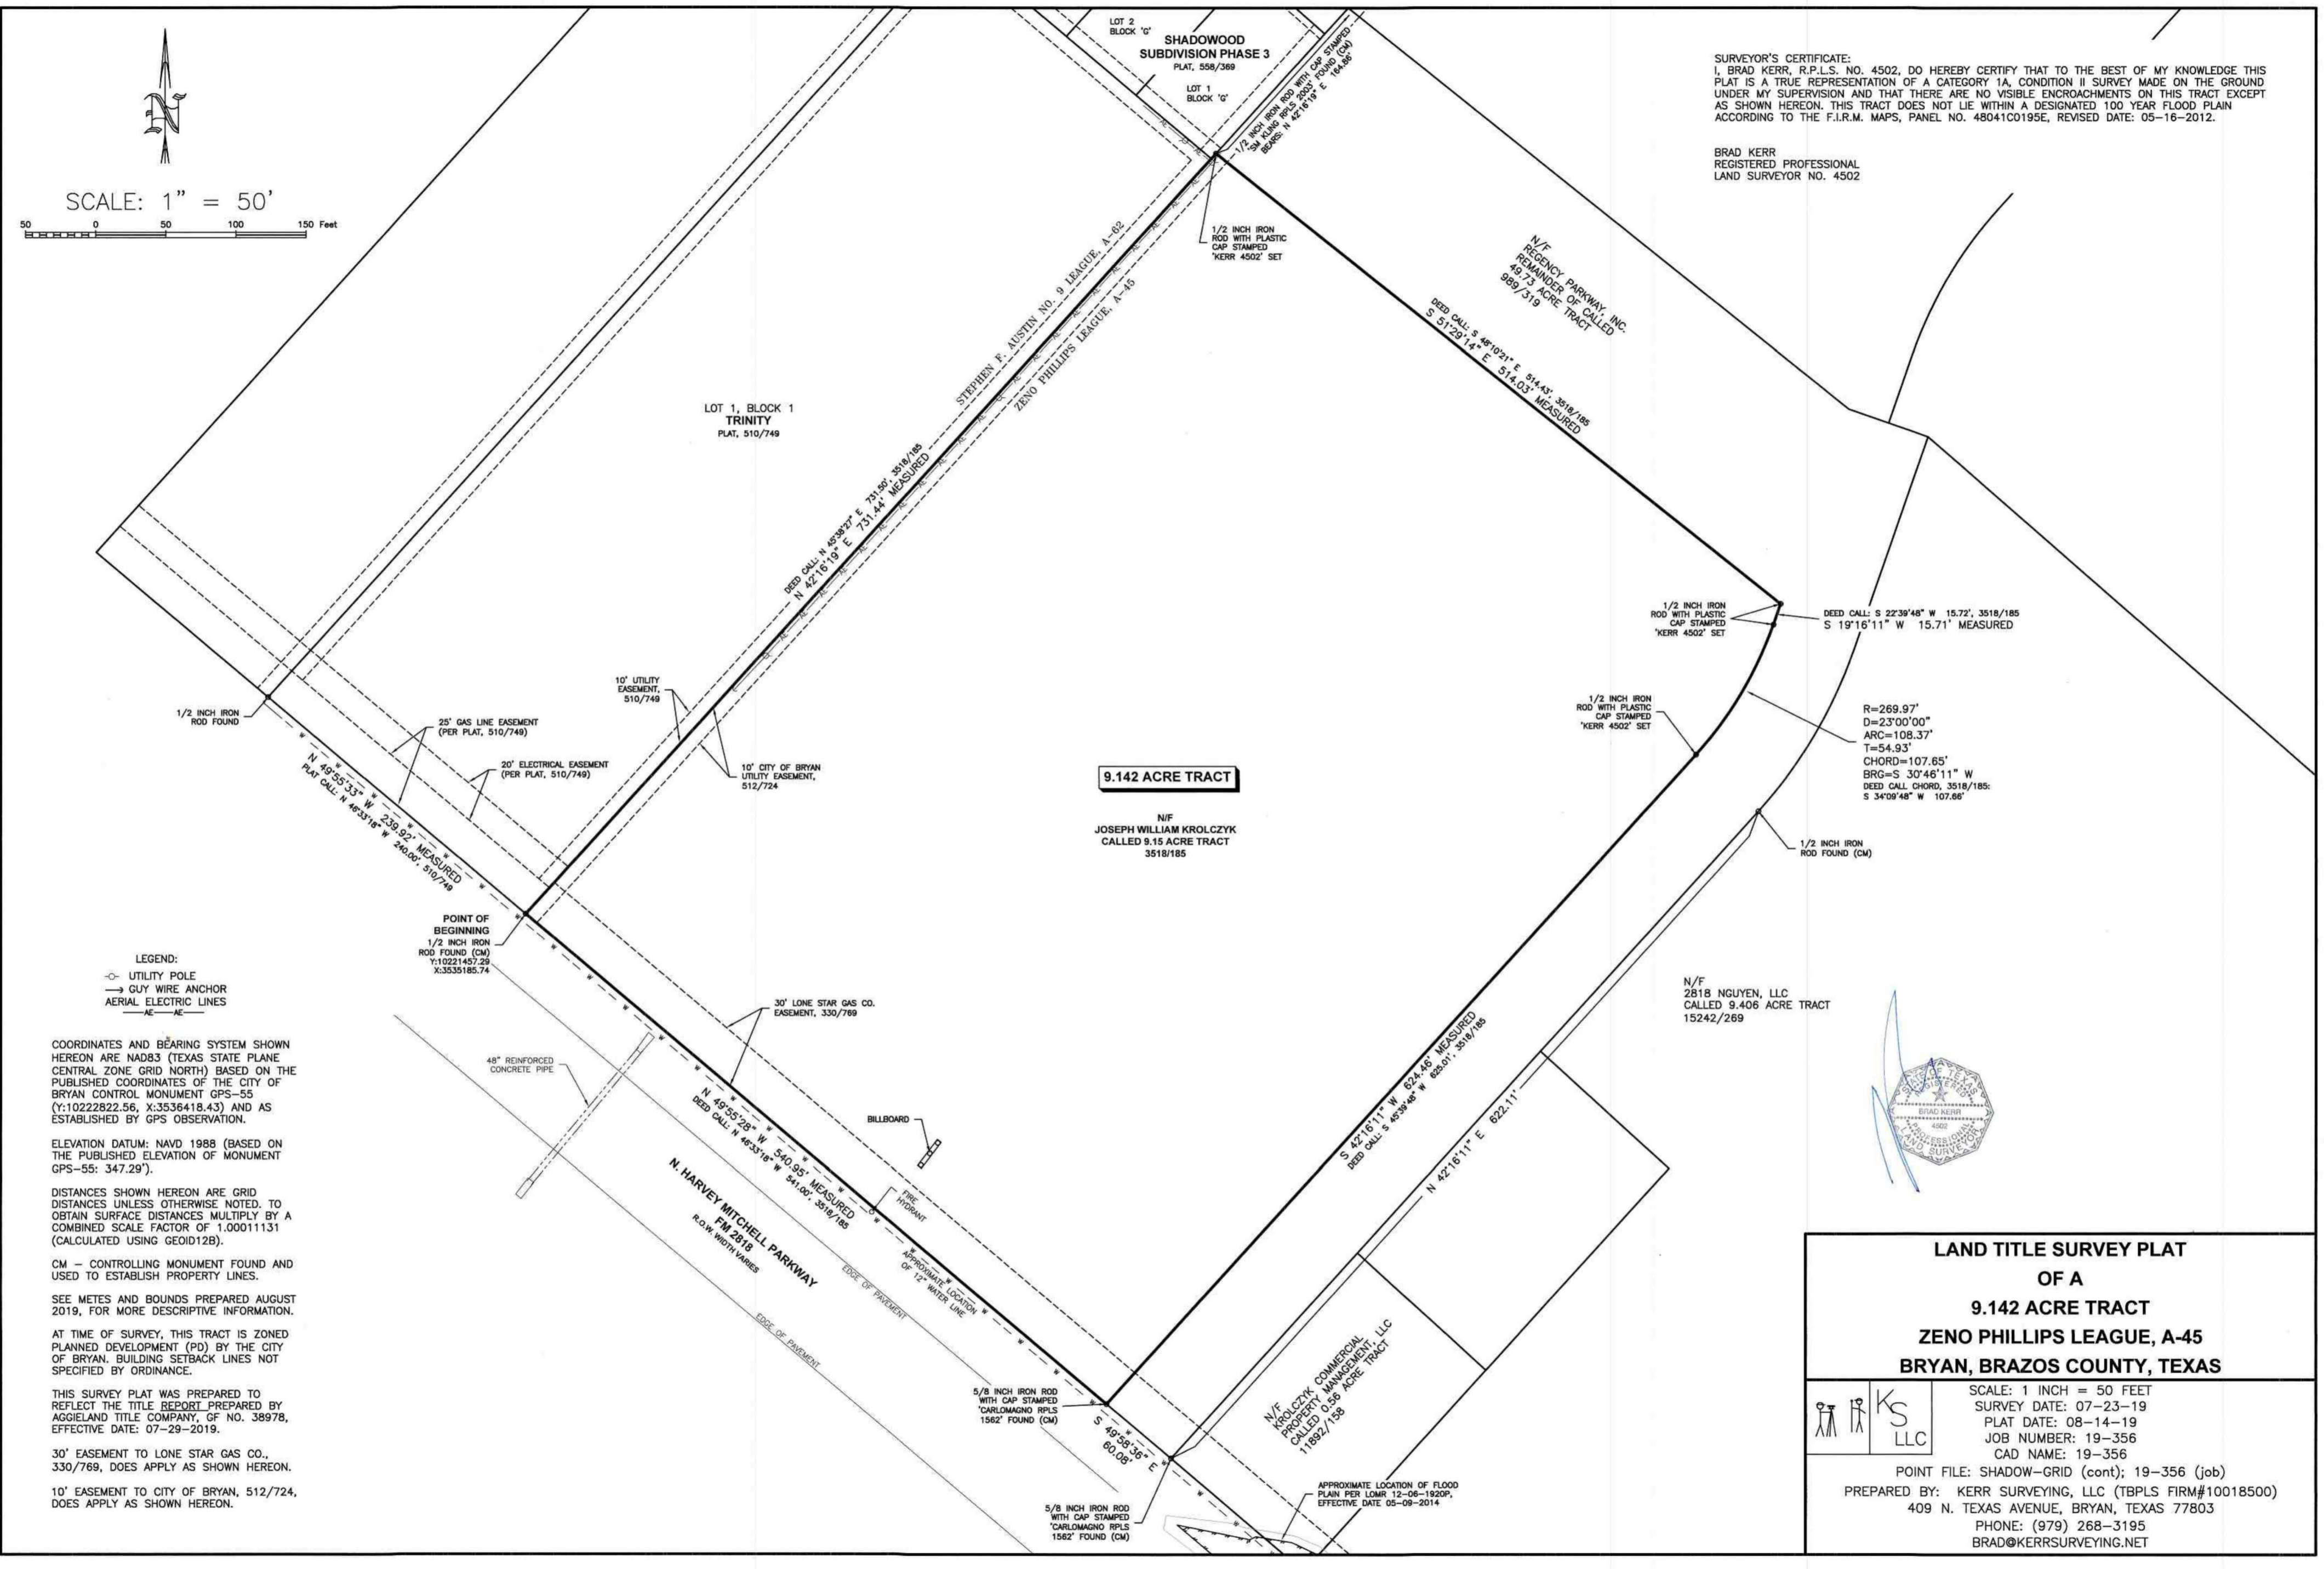 LOT 2
BLOCK 'G'
SHADOWOOD
SUBDIVISION PHASE 3
PLAT, 558/369
LOT 1
BLOCK 'G'
1/2 INCH IRON ROD WITH CAP STAMPED
'SM KLING RPLS 2003' FOUND (CM)
BEARS: N 42°16'19" E 164.86'
SURVEYOR'S CERTIFICATE:
I, BRAD KERR, R.P.L.S. NO. 4502, DO HEREBY CERTIFY THAT TO THE BEST OF MY KNOWLEDGE THIS
PLAT IS A TRUE REPRESENTATION OF A CATEGORY 1A, CONDITION II SURVEY MADE ON THE GROUND
UNDER MY SUPERVISION AND THAT THERE ARE NO VISIBLE ENCROACHMENTS ON THIS TRACT EXCEPT
AS SHOWN HEREON. THIS TRACT DOES NOT LIE WITHIN A DESIGNATED 100 YEAR FLOOD PLAIN
ACCORDING TO THE F.I.R.M. MAPS, PANEL NO. 48041C0195E, REVISED DATE: 05-16-2012.
BRAD KERR
REGISTERED PROFESSIONAL
LAND SURVEYOR NO. 4502
N
SCALE: 1" = 50'
50 0 50 100 150 Feet
1/2 INCH IRON
ROD WITH PLASTIC
CAP STAMPED
'KERR 4502' SET
STEPHEN F. AUSTIN NO. 9 LEAGUE, A-62
ZENO PHILLIPS LEAGUE, A-45
N/F
REGENCY PARKWAY, INC.
REMAINDER OF CALLED
49.73 ACRE TRACT
989/319
DEED CALL: S 48°10'21" E 514.43', 3518/185
S 51°29'14" E 514.03' MEASURED
LOT 1, BLOCK 1
TRINITY
PLAT, 510/749
DEED CALL: N 45°38'27" E 731.50', 3518/185
N 42°16'19" E 731.44' MEASURED
1/2 INCH IRON
ROD WITH PLASTIC
CAP STAMPED
'KERR 4502' SET
DEED CALL: S 22°39'48" W 15.72', 3518/185
S 19°16'11" W 15.71' MEASURED
1/2 INCH IRON
ROD WITH PLASTIC
CAP STAMPED
'KERR 4502' SET
R=269.97'
D=23°00'00"
ARC=108.37'
T=54.93'
CHORD=107.65'
BRG=S 30°46'11" W
DEED CALL CHORD, 3518/185:
S 34°09'48" W 107.66'
1/2 INCH IRON
ROD FOUND (CM)
1/2 INCH IRON
ROD FOUND
10' UTILITY
EASEMENT,
510/749
25' GAS LINE EASEMENT
(PER PLAT, 510/749)
20' ELECTRICAL EASEMENT
(PER PLAT, 510/749)
10' CITY OF BRYAN
UTILITY EASEMENT,
512/724
N 49°55'33" W 239.92' MEASURED
PLAT CALL: N 46°33'18" W 240.00', 510/749
9.142 ACRE TRACT
N/F
JOSEPH WILLIAM KROLCZYK
CALLED 9.15 ACRE TRACT
3518/185
POINT OF
BEGINNING
1/2 INCH IRON
ROD FOUND (CM)
Y:10221457.29
X:3535185.74
30' LONE STAR GAS CO.
EASEMENT, 330/769
48" REINFORCED
CONCRETE PIPE
BILLBOARD
N 49°55'28" W 540.95' MEASURED
DEED CALL: N 46°33'18" W 541.00', 3518/185
FIRE
HYDRANT
N. HARVEY MITCHELL PARKWAY
FM 2818
R.O.W. WIDTH VARIES
EDGE OF PAVEMENT
EDGE OF PAVEMENT
APPROXIMATE LOCATION
OF 12" WATER LINE
S 42°16'11" W 624.46' MEASURED
DEED CALL: S 45°39'48" W 625.01', 3518/185
N 42°16'11" E 622.11'
N/F
2818 NGUYEN, LLC
CALLED 9.406 ACRE TRACT
15242/269
STATE OF TEXAS
REGISTERED
BRAD KERR
4502
PROFESSIONAL
LAND SURVEYOR
N/F
KROLCZYK COMMERCIAL
PROPERTY MANAGEMENT, LLC
CALLED 0.56 ACRE TRACT
11892/158
5/8 INCH IRON ROD
WITH CAP STAMPED
'CARLOMAGNO RPLS
1562' FOUND (CM)
S 49°58'36" E
60.08'
5/8 INCH IRON ROD
WITH CAP STAMPED
'CARLOMAGNO RPLS
1562' FOUND (CM)
APPROXIMATE LOCATION OF FLOOD
PLAIN PER LOMR 12-06-1920P,
EFFECTIVE DATE 05-09-2014
LEGEND:
UTILITY POLE
GUY WIRE ANCHOR
AERIAL ELECTRIC LINES
AE AE
COORDINATES AND BEARING SYSTEM SHOWN
HEREON ARE NAD83 (TEXAS STATE PLANE
CENTRAL ZONE GRID NORTH) BASED ON THE
PUBLISHED COORDINATES OF THE CITY OF
BRYAN CONTROL MONUMENT GPS-55
(Y:10222822.56, X:3536418.43) AND AS
ESTABLISHED BY GPS OBSERVATION.
ELEVATION DATUM: NAVD 1988 (BASED ON
THE PUBLISHED ELEVATION OF MONUMENT
GPS-55: 347.29').
DISTANCES SHOWN HEREON ARE GRID
DISTANCES UNLESS OTHERWISE NOTED. TO
OBTAIN SURFACE DISTANCES MULTIPLY BY A
COMBINED SCALE FACTOR OF 1.00011131
(CALCULATED USING GEOID12B).
CM – CONTROLLING MONUMENT FOUND AND
USED TO ESTABLISH PROPERTY LINES.
SEE METES AND BOUNDS PREPARED AUGUST
2019, FOR MORE DESCRIPTIVE INFORMATION.
AT TIME OF SURVEY, THIS TRACT IS ZONED
PLANNED DEVELOPMENT (PD) BY THE CITY
OF BRYAN. BUILDING SETBACK LINES NOT
SPECIFIED BY ORDINANCE.
THIS SURVEY PLAT WAS PREPARED TO
REFLECT THE TITLE REPORT PREPARED BY
AGGIELAND TITLE COMPANY, GF NO. 38978,
EFFECTIVE DATE: 07-29-2019.
30' EASEMENT TO LONE STAR GAS CO.,
330/769, DOES APPLY AS SHOWN HEREON.
10' EASEMENT TO CITY OF BRYAN, 512/724,
DOES APPLY AS SHOWN HEREON.
LAND TITLE SURVEY PLAT
OF A
9.142 ACRE TRACT
ZENO PHILLIPS LEAGUE, A-45
BRYAN, BRAZOS COUNTY, TEXAS
KS
LLC
SCALE: 1 INCH = 50 FEET
SURVEY DATE: 07-23-19
PLAT DATE: 08-14-19
JOB NUMBER: 19-356
CAD NAME: 19-356
POINT FILE: SHADOW-GRID (cont); 19-356 (job)
PREPARED BY: KERR SURVEYING, LLC (TBPLS FIRM#10018500)
409 N. TEXAS AVENUE, BRYAN, TEXAS 77803
PHONE: (979) 268-3195
BRAD@KERRSURVEYING.NET